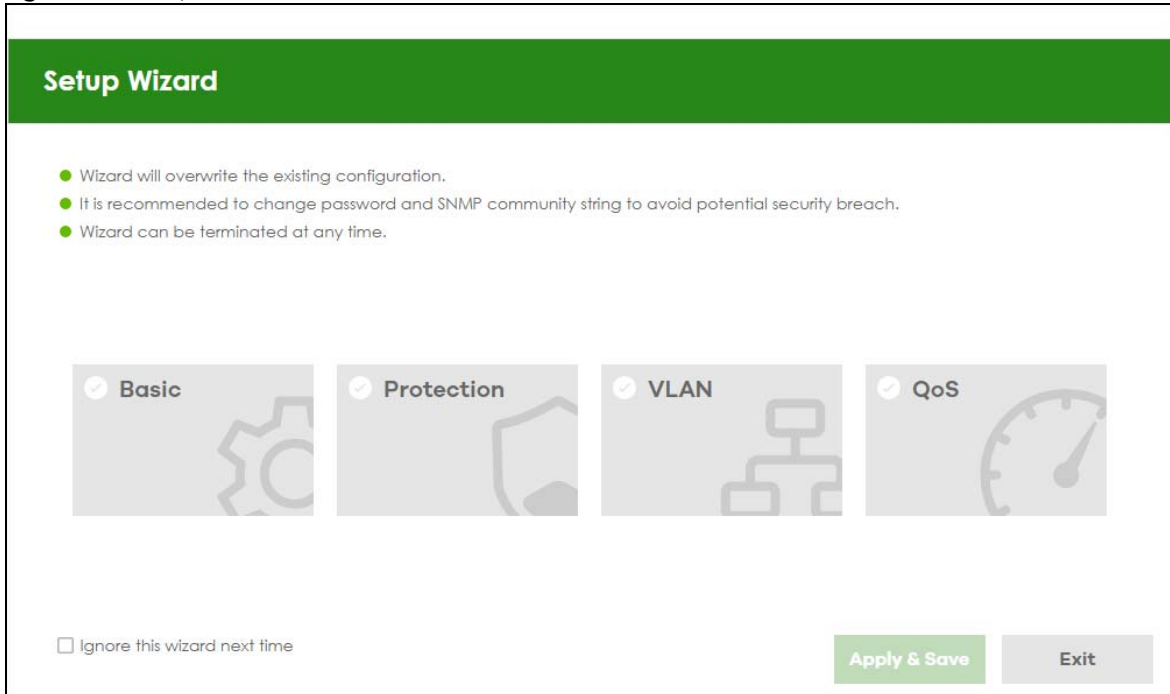 Setup Wizard
Wizard will overwrite the existing configuration.
It is recommended to change password and SNMP community string to avoid potential security breach.
Wizard can be terminated at any time.
Basic
Protection
VLAN
QoS
Ignore this wizard next time
Apply & Save
Exit